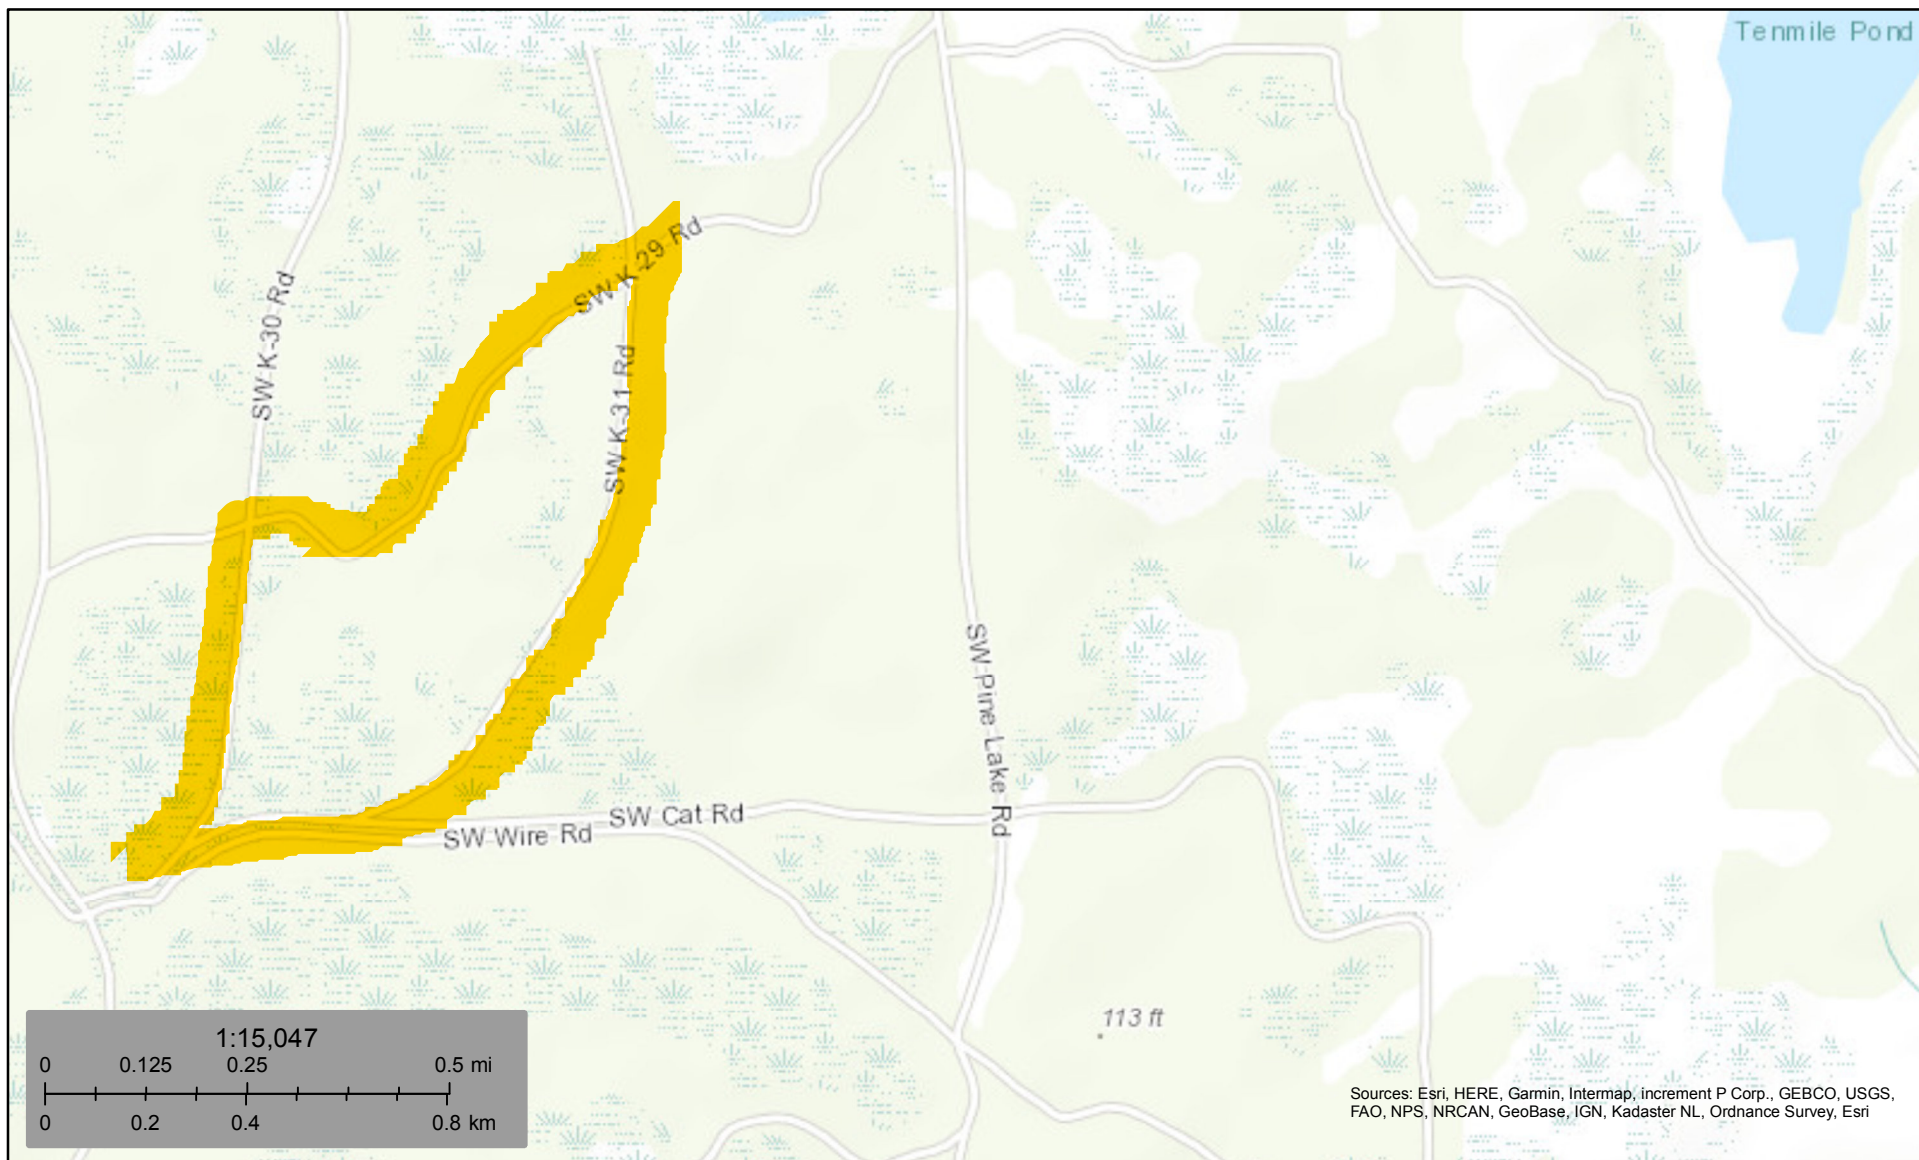 Tenmile Pond
SW K-29 Rd
SW K-30 Rd
SW K-31 Rd
SW Pine Lake Rd
SW Cat Rd
SW Wire Rd
113 ft
1:15,047
0 0.125 0.25 0.5 mi
0 0.2 0.4 0.8 km
Sources: Esri, HERE, Garmin, Intermap, increment P Corp., GEBCO, USGS,
FAO, NPS, NRCAN, GeoBase, IGN, Kadaster NL, Ordnance Survey, Esri